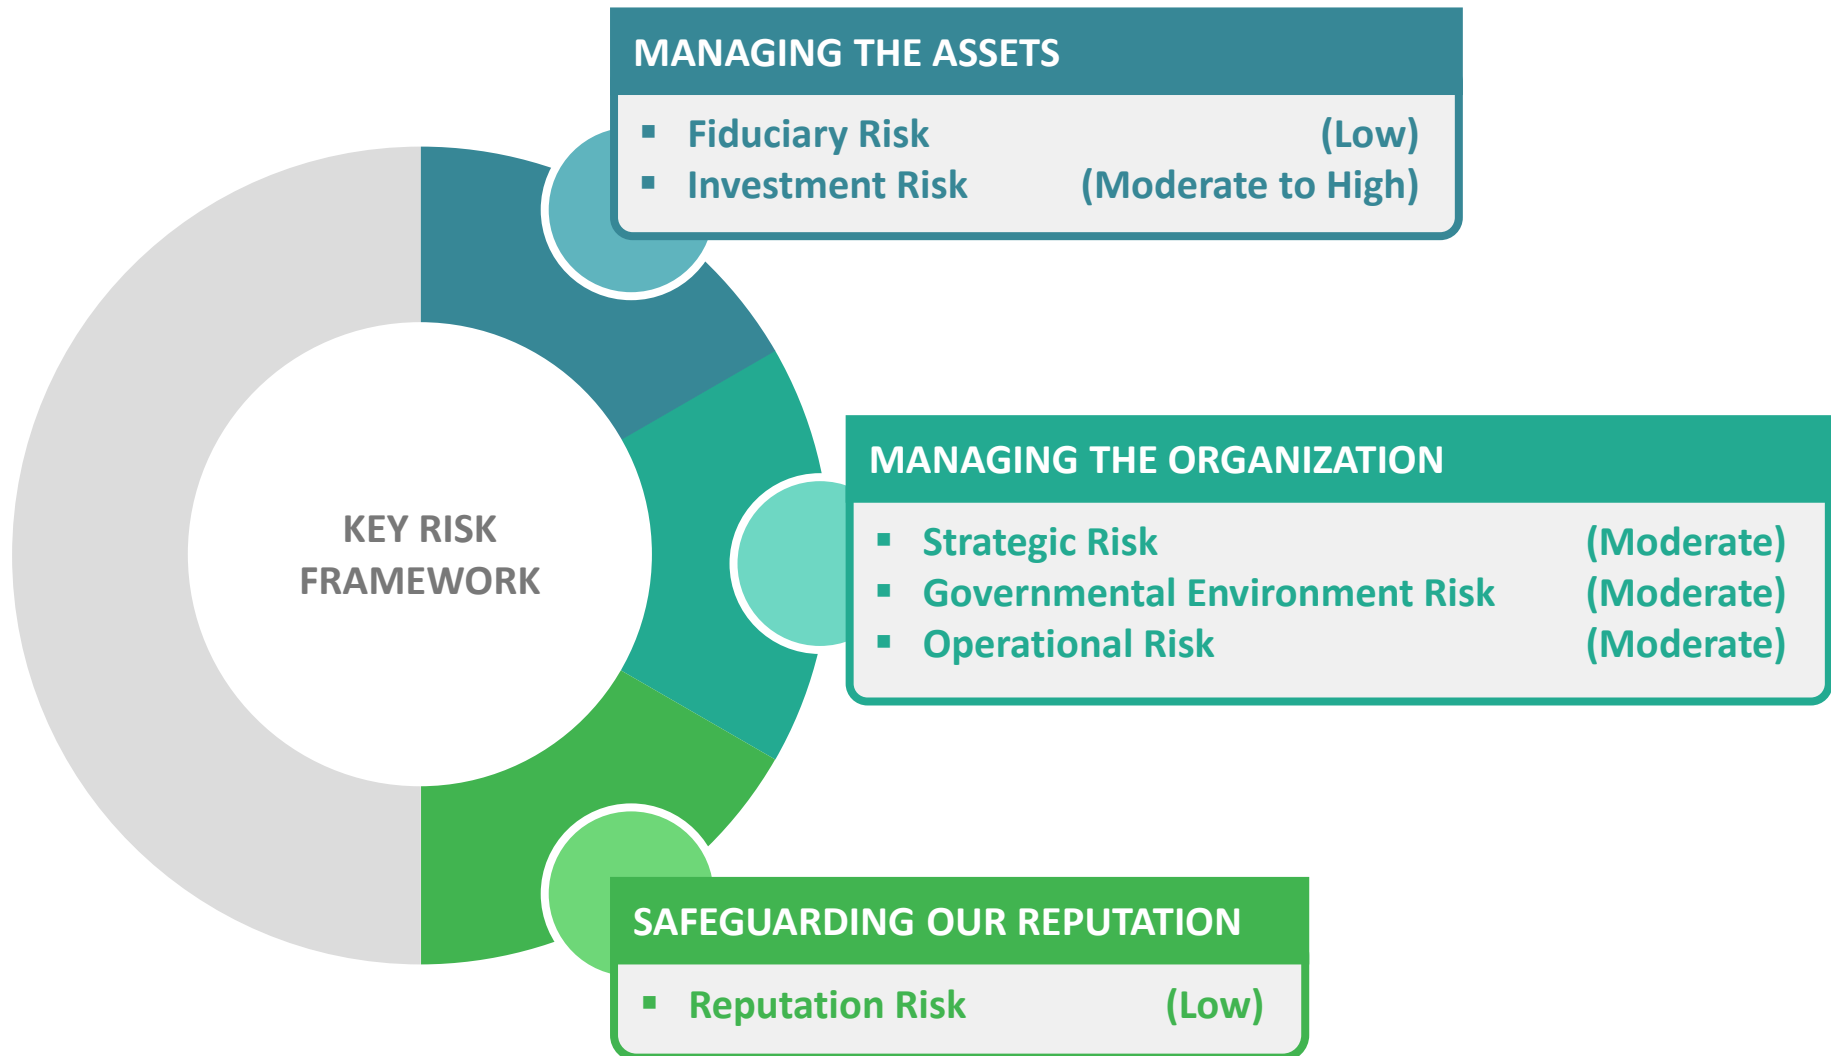 MANAGING THE ASSETS
▪ Fiduciary Risk (Low)
▪ Investment Risk (Moderate to High)
KEY RISK
FRAMEWORK
MANAGING THE ORGANIZATION
▪ Strategic Risk (Moderate)
▪ Governmental Environment Risk (Moderate)
▪ Operational Risk (Moderate)
SAFEGUARDING OUR REPUTATION
▪ Reputation Risk (Low)